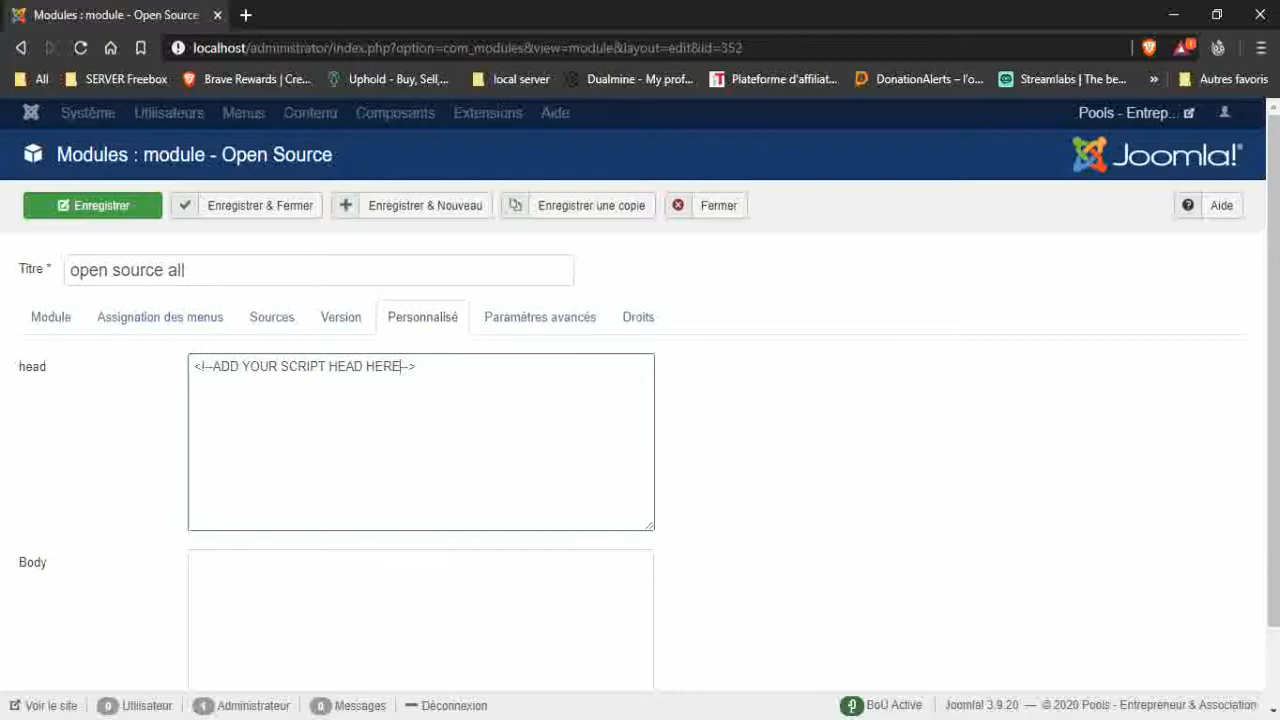 Modules : module - Open Source
localhost/administrator/index.php?option=com_modules&view=module&layout=edit&id=352
All SERVER Freebox Brave Rewards | Cre... Uphold - Buy, Sell,... local server Dualmine - My prof... Plateforme d'affiliat... DonationAlerts – l'o... Streamlabs | The be... » Autres favoris
Système Utilisateurs Menus Contenu Composants Extensions Aide Pools - Entrep...
Modules : module - Open Source Joomla!®
Enregistrer Enregistrer & Fermer Enregistrer & Nouveau Enregistrer une copie Fermer Aide
Titre * open source all
Module Assignation des menus Sources Version Personnalisé Paramètres avancés Droits
head <!--ADD YOUR SCRIPT HEAD HERE-->
Body
Voir le site 0 Utilisateur 1 Administrateur 0 Messages Déconnexion BoU Active Joomla! 3.9.20 — © 2020 Pools - Entrepreneur & Association